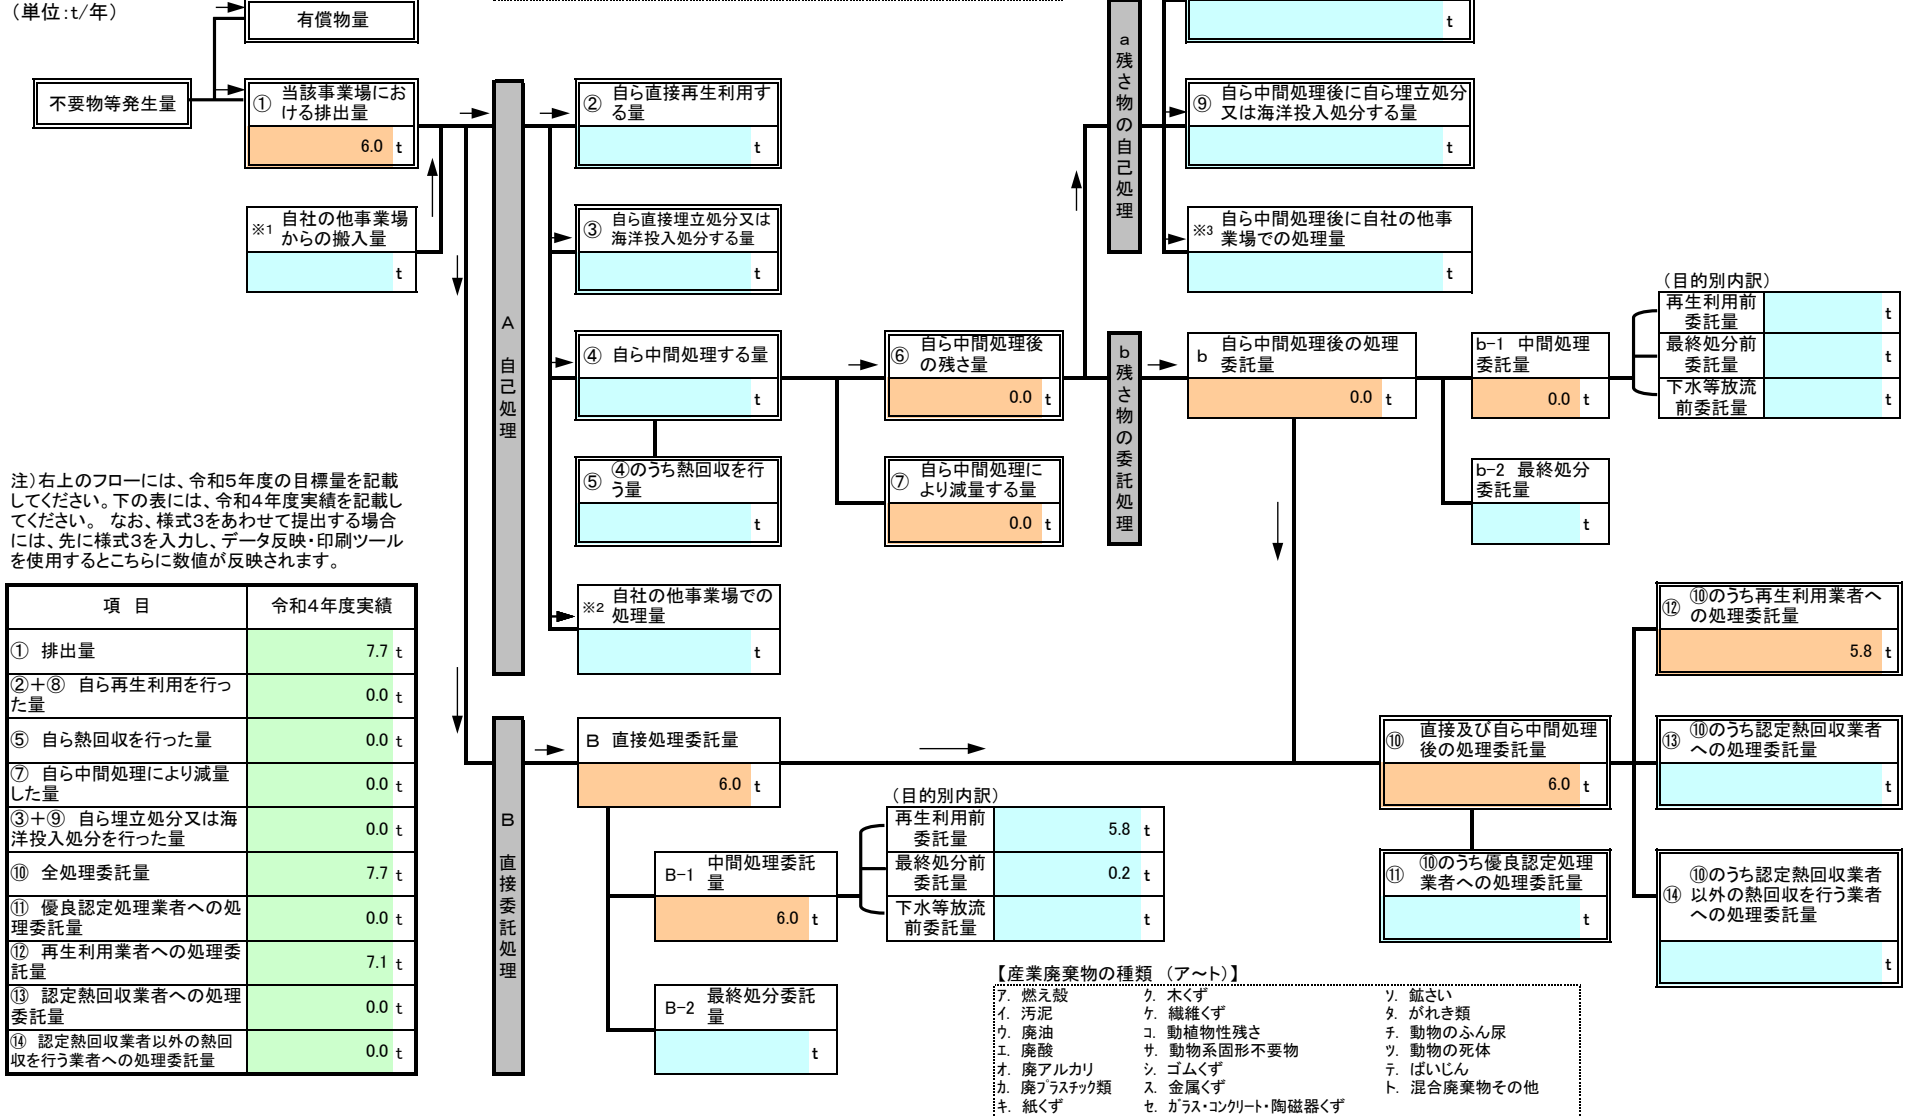 （単位：t/年）
有償物量
不要物等発生量
① 当該事業場にお
ける排出量
6.0 t
※1 自社の他事業場
からの搬入量
t
A 自己処理
② 自ら直接再生利用す
る量
t
③ 自ら直接埋立処分又は
海洋投入処分する量
t
④ 自ら中間処理する量
t
⑤ ④のうち熱回収を行
う量
t
※2 自社の他事業場での
処理量
t
⑥ 自ら中間処理後
の残さ量
0.0 t
⑦ 自ら中間処理に
より減量する量
0.0 t
a 残さ物の自己処理
t
⑨ 自ら中間処理後に自ら埋立処分
又は海洋投入処分する量
t
※3 自ら中間処理後に自社の他事
業場での処理量
t
b 残さ物の委託処理
b 自ら中間処理後の処理
委託量
0.0 t
b-1 中間処理
委託量
0.0 t
（目的別内訳）
再生利用前
委託量
t
最終処分前
委託量
t
下水等放流
前委託量
t
b-2 最終処分
委託量
t
注）右上のフローには、令和5年度の目標量を記載
してください。下の表には、令和4年度実績を記載し
てください。 なお、様式3をあわせて提出する場合
には、先に様式3を入力し、データ反映・印刷ツール
を使用するとこちらに数値が反映されます。
項 目 令和4年度実績
① 排出量 7.7 t
②＋⑧ 自ら再生利用を行っ
た量 0.0 t
⑤ 自ら熱回収を行った量 0.0 t
⑦ 自ら中間処理により減量
した量 0.0 t
③＋⑨ 自ら埋立処分又は海
洋投入処分を行った量 0.0 t
⑩ 全処理委託量 7.7 t
⑪ 優良認定処理業者への処
理委託量 0.0 t
⑫ 再生利用業者への処理委
託量 7.1 t
⑬ 認定熱回収業者への処理
委託量 0.0 t
⑭ 認定熱回収業者以外の熱回
収を行う業者への処理委託量 0.0 t
B 直接委託処理
B 直接処理委託量
6.0 t
B-1 中間処理委託
量
6.0 t
（目的別内訳）
再生利用前
委託量
5.8 t
最終処分前
委託量
0.2 t
下水等放流
前委託量
t
B-2 最終処分委託
量
t
⑩ 直接及び自ら中間処理
後の処理委託量
6.0 t
⑪ ⑩のうち優良認定処理
業者への処理委託量
t
⑫ ⑩のうち再生利用業者へ
の処理委託量
5.8 t
⑬ ⑩のうち認定熱回収業者
への処理委託量
t
⑭ ⑩のうち認定熱回収業者
以外の熱回収を行う業者
への処理委託量
t
【産業廃棄物の種類 （ア～ト）】
ア. 燃え殻 ク. 木くず ソ. 鉱さい
イ. 汚泥 ケ. 繊維くず タ. がれき類
ウ. 廃油 コ. 動植物性残さ チ. 動物のふん尿
エ. 廃酸 サ. 動物系固形不要物 ツ. 動物の死体
オ. 廃アルカリ シ. ゴムくず テ. ばいじん
カ. 廃プラスチック類 ス. 金属くず ト. 混合廃棄物その他
キ. 紙くず セ. ガラス・コンクリート・陶磁器くず